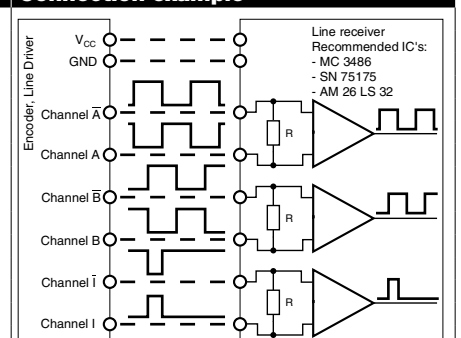 Connection example
Encoder, Line Driver
VCC
GND
Channel A̅
Channel A
Channel B̅
Channel B
Channel I̅
Channel I
Line receiver
Recommended IC's:
- MC 3486
- SN 75175
- AM 26 LS 32
R
R
R